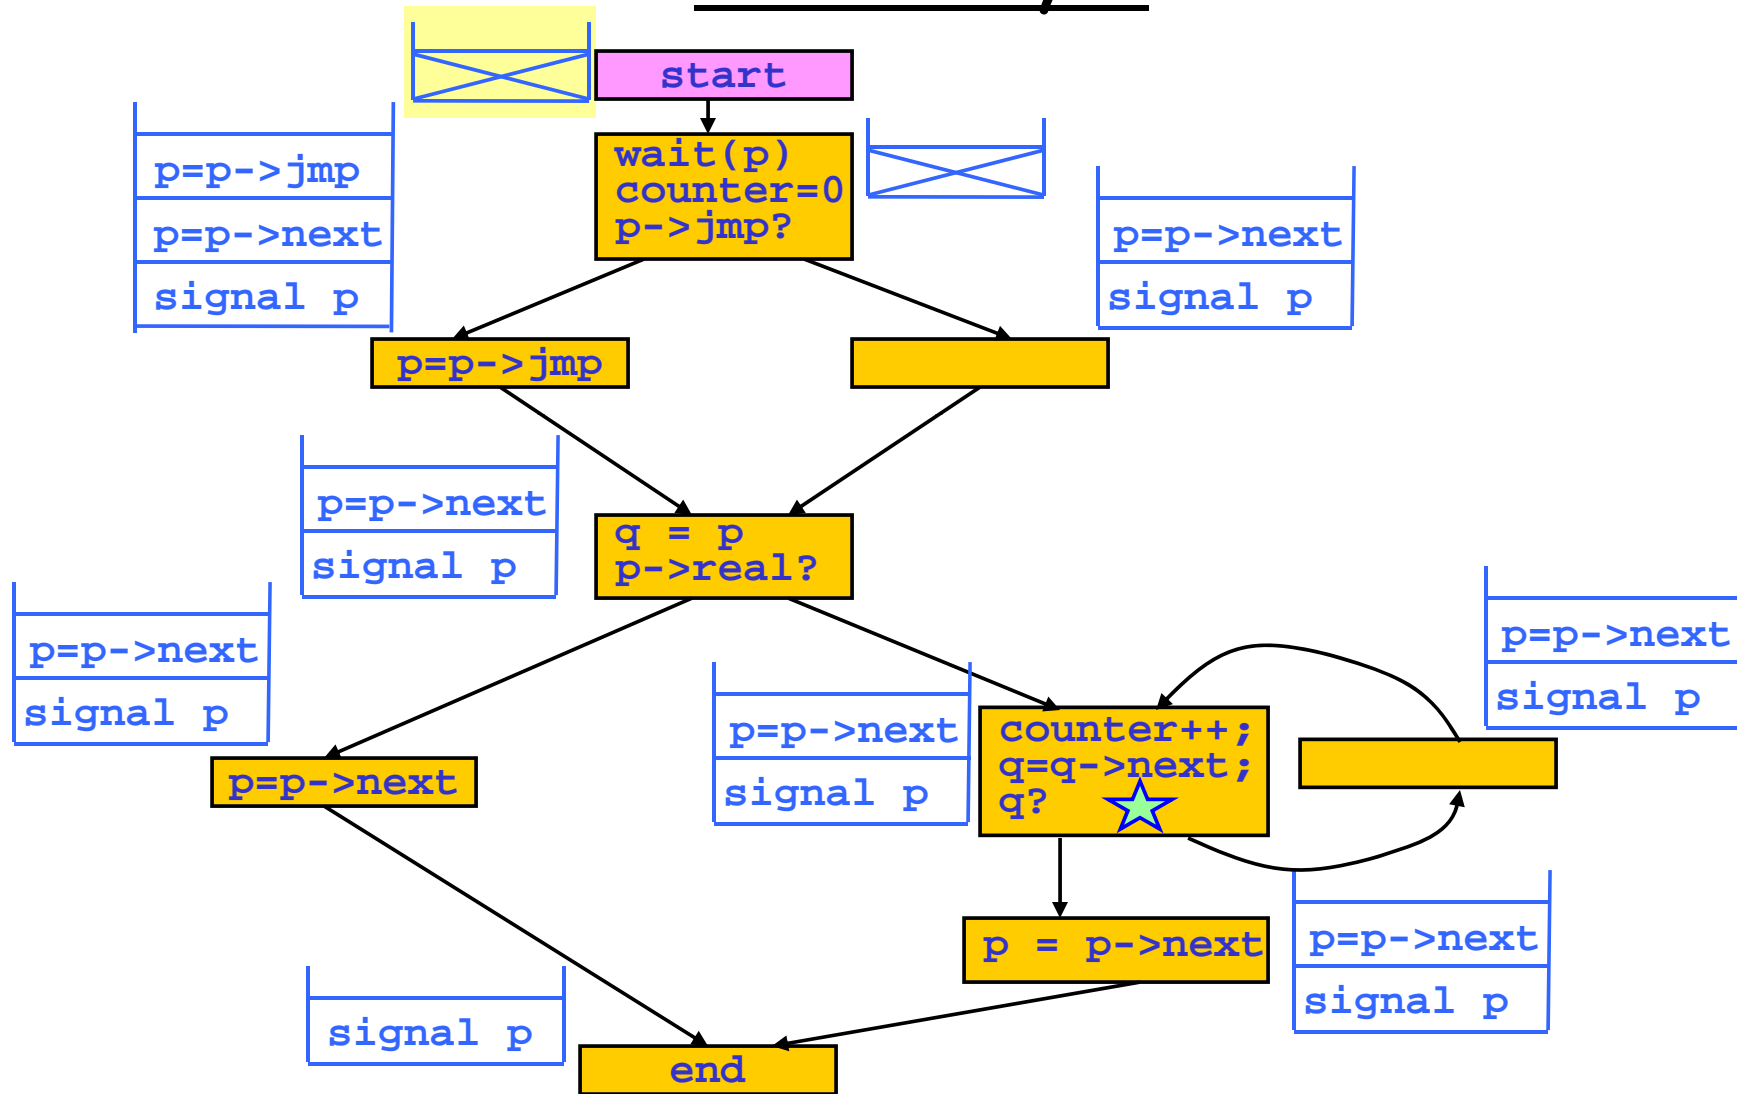 start
wait(p)
counter=0
p->jmp?
p=p->jmp
p=p->next
signal p
p=p->next
signal p
p=p->jmp
p=p->next
signal p
q = p
p->real?
p=p->next
signal p
p=p->next
signal p
p=p->next
signal p
counter++;
q=q->next;
q?
p=p->next
p = p->next
p=p->next
signal p
signal p
end